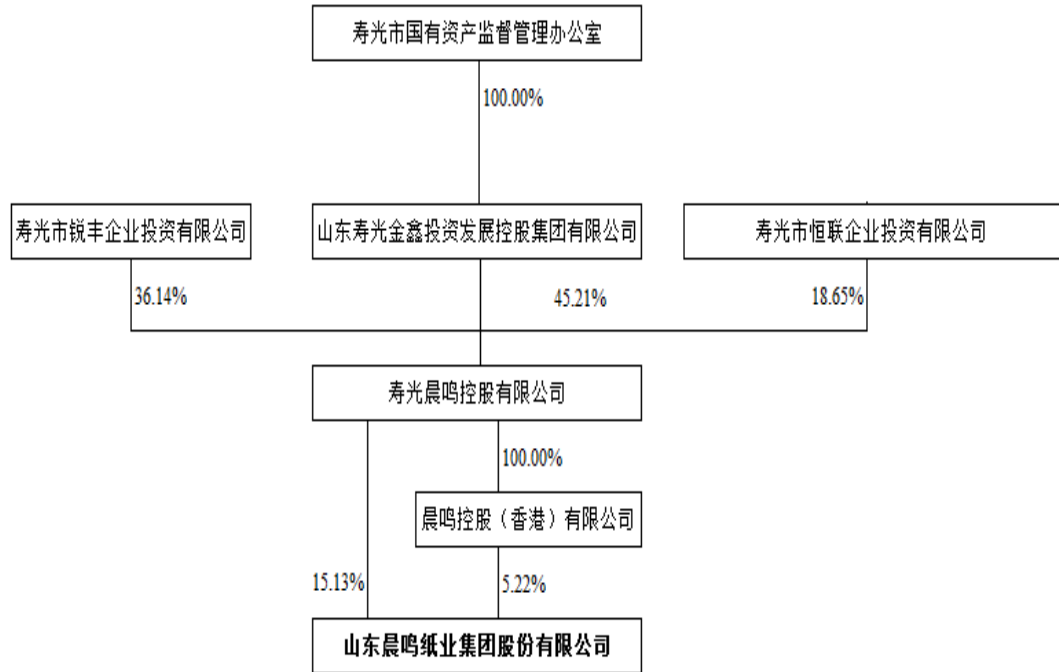 寿光市国有资产监督管理办公室
100.00%
寿光市锐丰企业投资有限公司
山东寿光金鑫投资发展控股集团有限公司
寿光市恒联企业投资有限公司
36.14%
45.21%
18.65%
寿光晨鸣控股有限公司
100.00%
晨鸣控股（香港）有限公司
15.13%
5.22%
山东晨鸣纸业集团股份有限公司